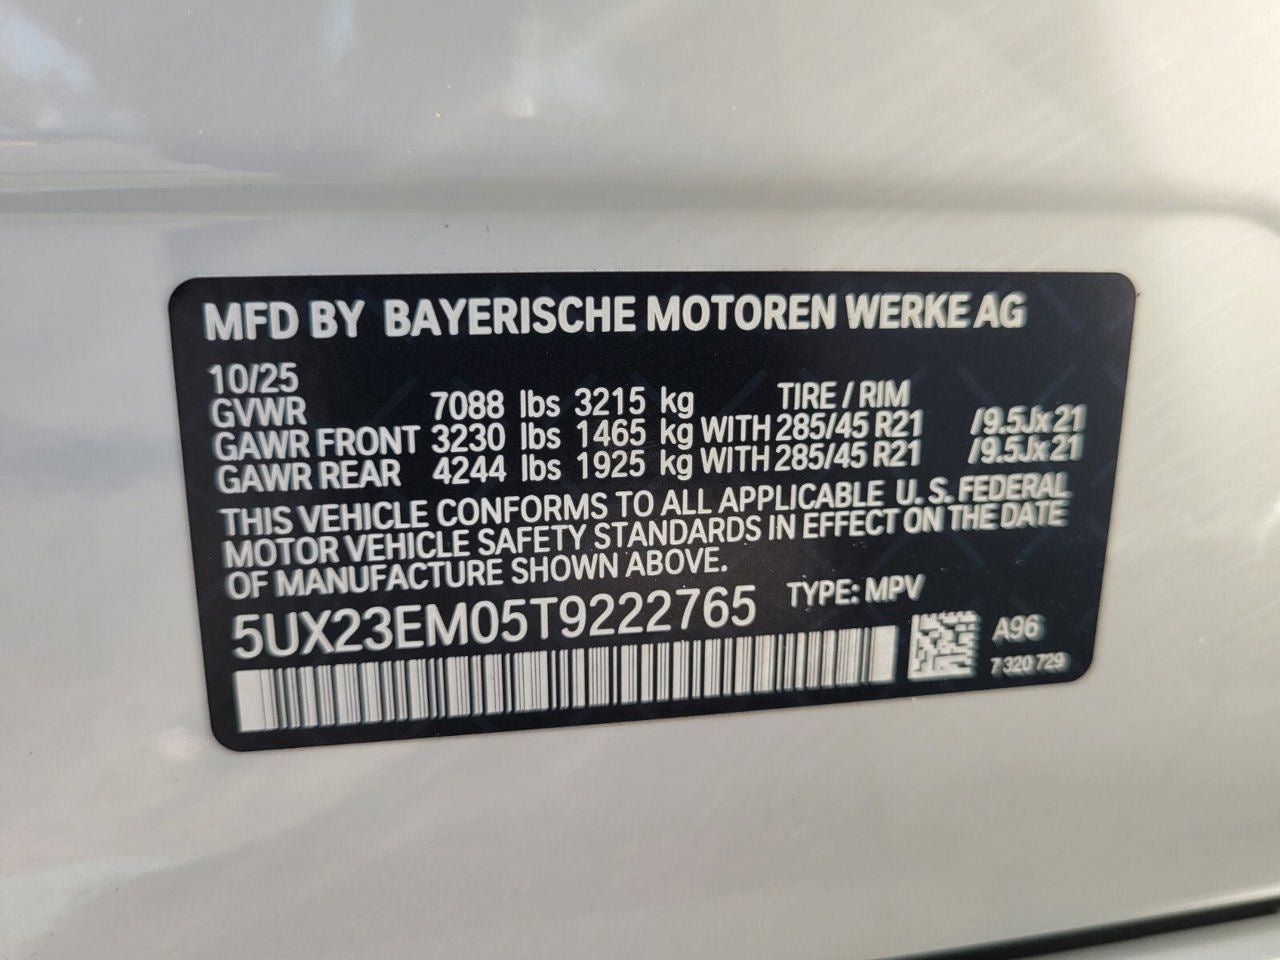 MFD BY BAYERISCHE MOTOREN WERKE AG
10/25
GVWR 7088 lbs 3215 kg TIRE / RIM
GAWR FRONT 3230 lbs 1465 kg WITH 285/45 R21 /9.5Jx21
GAWR REAR 4244 lbs 1925 kg WITH 285/45 R21 /9.5Jx21
THIS VEHICLE CONFORMS TO ALL APPLICABLE U.S. FEDERAL
MOTOR VEHICLE SAFETY STANDARDS IN EFFECT ON THE DATE
OF MANUFACTURE SHOWN ABOVE.
5UX23EM05T9222765 TYPE: MPV
A96
7 320 729